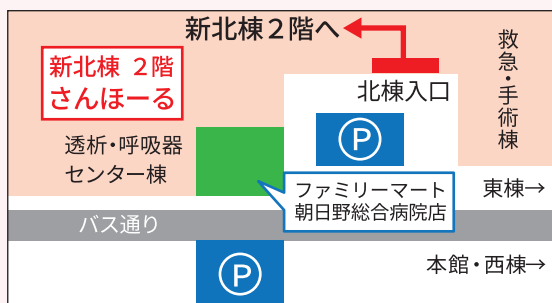 新北棟2階へ
新北棟 2階
さんほーる
救急・手術棟
北棟入口
P
透析・呼吸器
センター棟
ファミリーマート
朝日野総合病院店
東棟→
バス通り
P
本館・西棟→